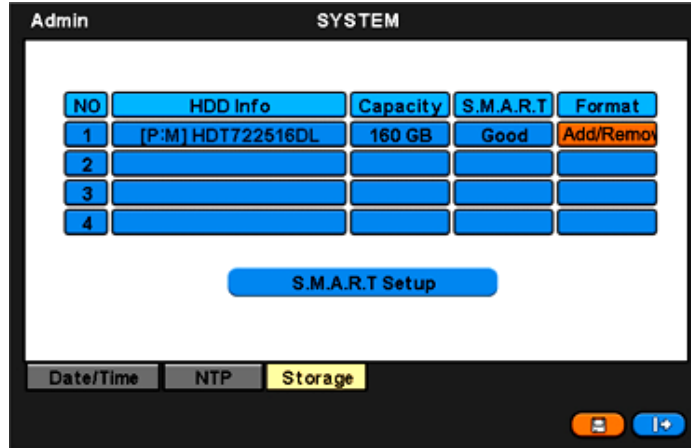 Admin SYSTEM
NO HDD Info Capacity S.M.A.R.T Format
1 [P:M] HDT722516DL 160 GB Good Add/Remov
2
3
4
S.M.A.R.T Setup
Date/Time NTP Storage